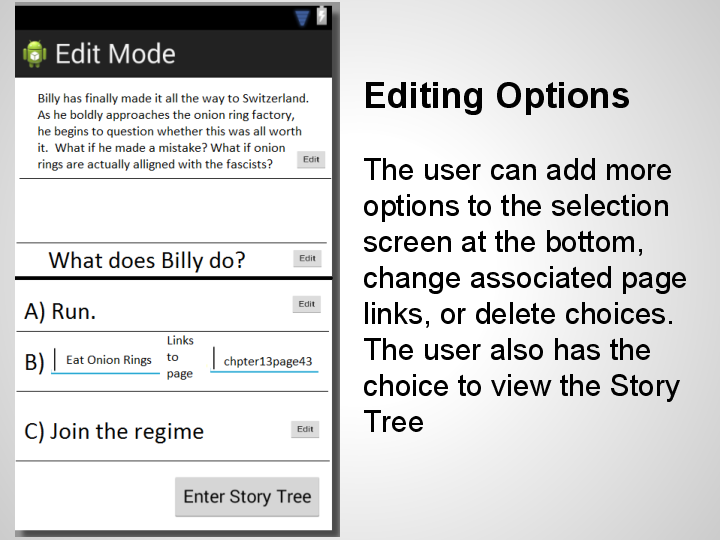 Edit Mode
Billy has finally made it all the way to Switzerland.
As he boldly approaches the onion ring factory,
he begins to question whether this was all worth
it.  What if he made a mistake? What if onion
rings are actually alligned with the fascists?
Edit
What does Billy do?
Edit
A) Run.
Edit
B)
Eat Onion Rings
Links
to
page
chpter13page43
C) Join the regime
Edit
Enter Story Tree
Editing Options
The user can add more
options to the selection
screen at the bottom,
change associated page
links, or delete choices.
The user also has the
choice to view the Story
Tree